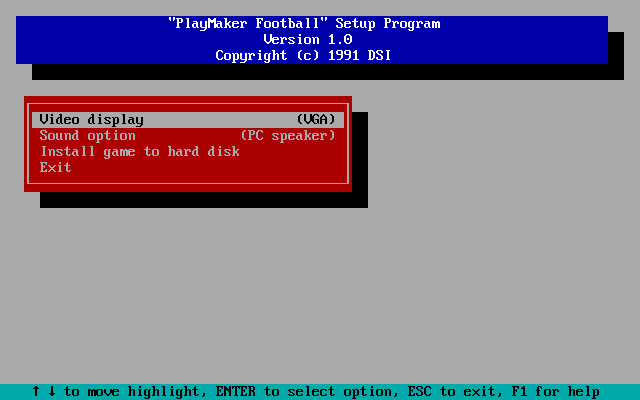 "PlayMaker Football" Setup Program
Version 1.0
Copyright (c) 1991 DSI
Video display (VGA)
Sound option (PC speaker)
Install game to hard disk
Exit
↑ ↓ to move highlight, ENTER to select option, ESC to exit, F1 for help